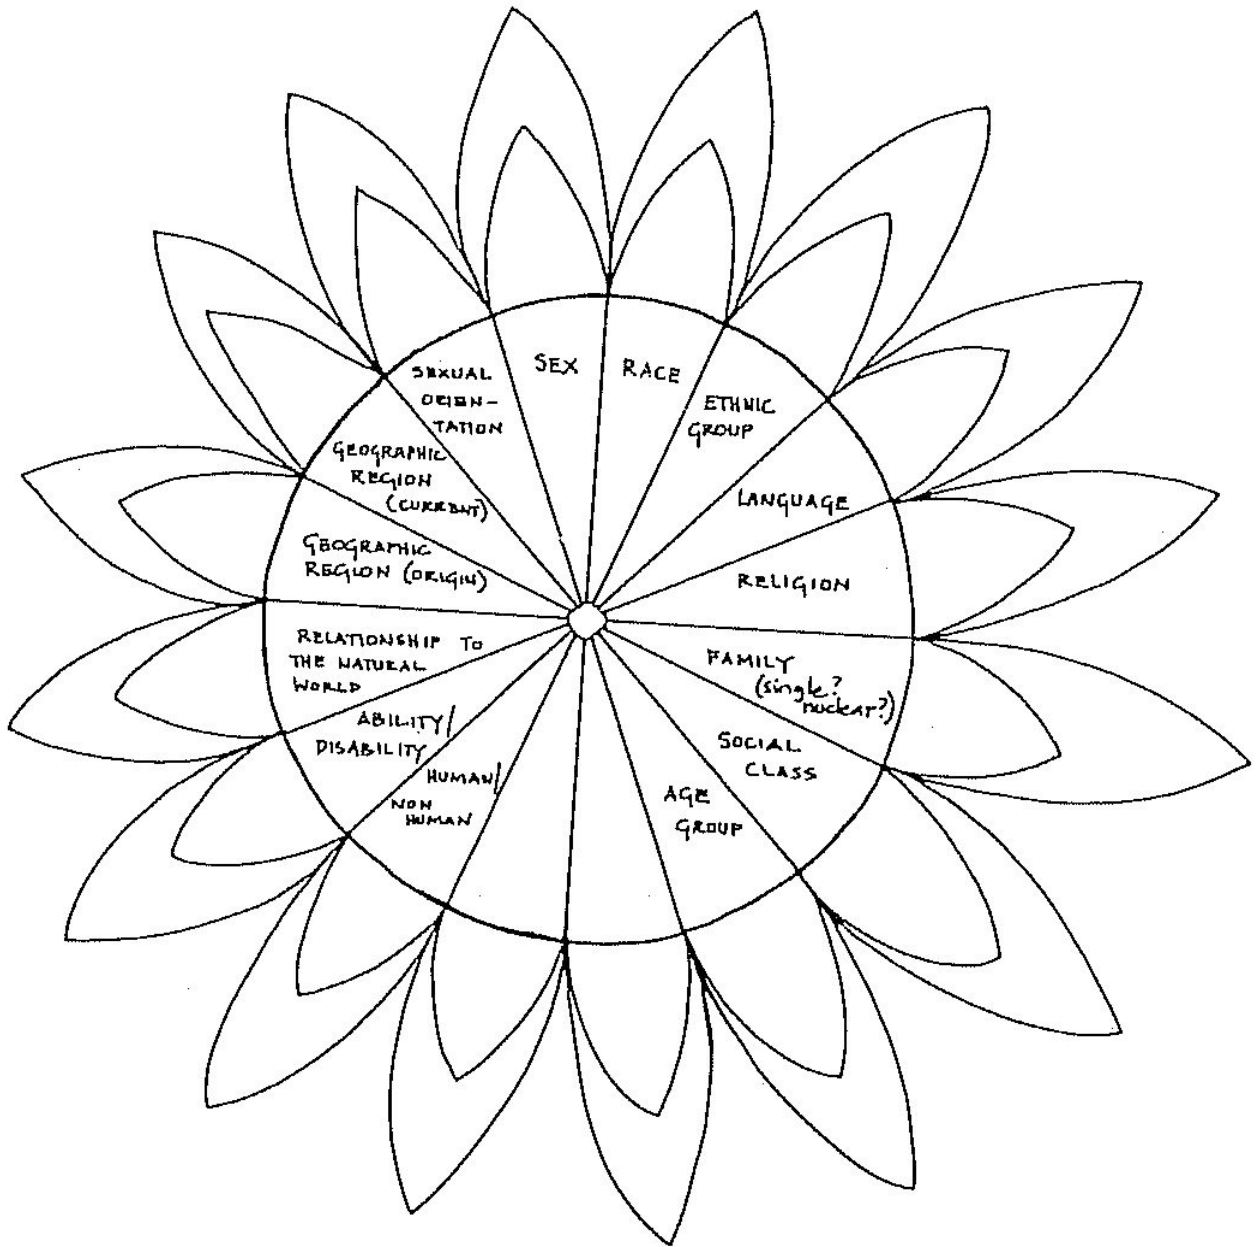 SEX
RACE
ETHNIC
GROUP
LANGUAGE
RELIGION
FAMILY
(single?
nuclear?)
SOCIAL
CLASS
AGE
GROUP
HUMAN/
NON
HUMAN
ABILITY/
DISABILITY
RELATIONSHIP TO
THE NATURAL
WORLD
GEOGRAPHIC
REGION (ORIGIN)
GEOGRAPHIC
REGION
(CURRENT)
SEXUAL
ORIEN-
TATION